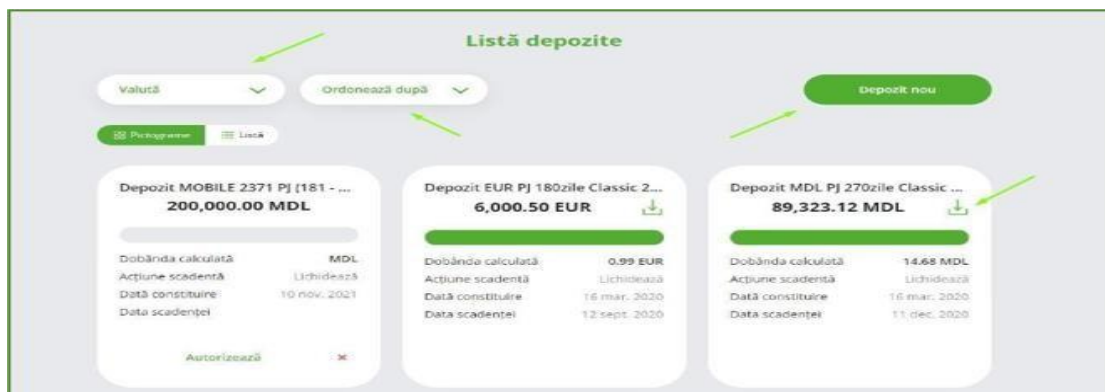 Listă depozite
Valută
Ordonează după
Depozit nou
Pictograme
Listă
Depozit MOBILE 2371 PJ (181 - ...
200,000.00 MDL
Dobânda calculată MDL
Acțiune scadentă Lichidează
Dată constituire 10 nov. 2021
Data scadenței
Autorizează
Depozit EUR PJ 180zile Classic 2...
6,000.50 EUR
Dobânda calculată 0.99 EUR
Acțiune scadentă Lichidează
Dată constituire 16 mar. 2020
Data scadenței 12 sept. 2020
Depozit MDL PJ 270zile Classic ...
89,323.12 MDL
Dobânda calculată 14.68 MDL
Acțiune scadentă Lichidează
Dată constituire 16 mar. 2020
Data scadenței 11 dec. 2020